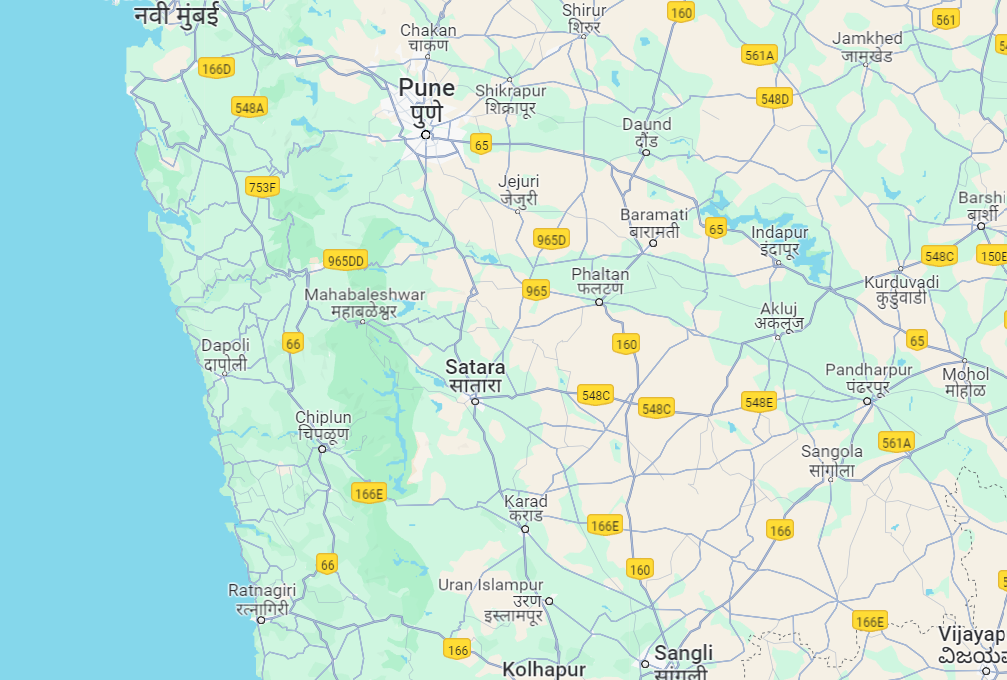 नवी मुंबई
Shirur
शिरुर
160
561
Chakan
चाकण
Jamkhed
जामखेड
561A
166D
Pune
पुणे
Shikrapur
शिक्रापूर
548D
548A
Daund
दौंड
65
753F
Jejuri
जेजुरी
Baramati
बारामती
Barshi
बार्शी
65
Indapur
इंदापूर
965D
965DD
548C
150E
Phaltan
फलटण
Kurduvadi
कुर्डुवाडी
965
Mahabaleshwar
महाबळेश्वर
Akluj
अकलूज
66
160
65
Dapoli
दापोली
Satara
सातारा
Pandharpur
पंढरपूर
Mohol
मोहोळ
548C
548C
548E
Chiplun
चिपळूण
561A
Sangola
सांगोला
166E
Karad
कराड
166E
166
66
160
Ratnagiri
रत्नागिरी
Uran Islampur
उरण
इस्लामपूर
166E
166
Kolhapur
Sangli
सांगली
Vijayap